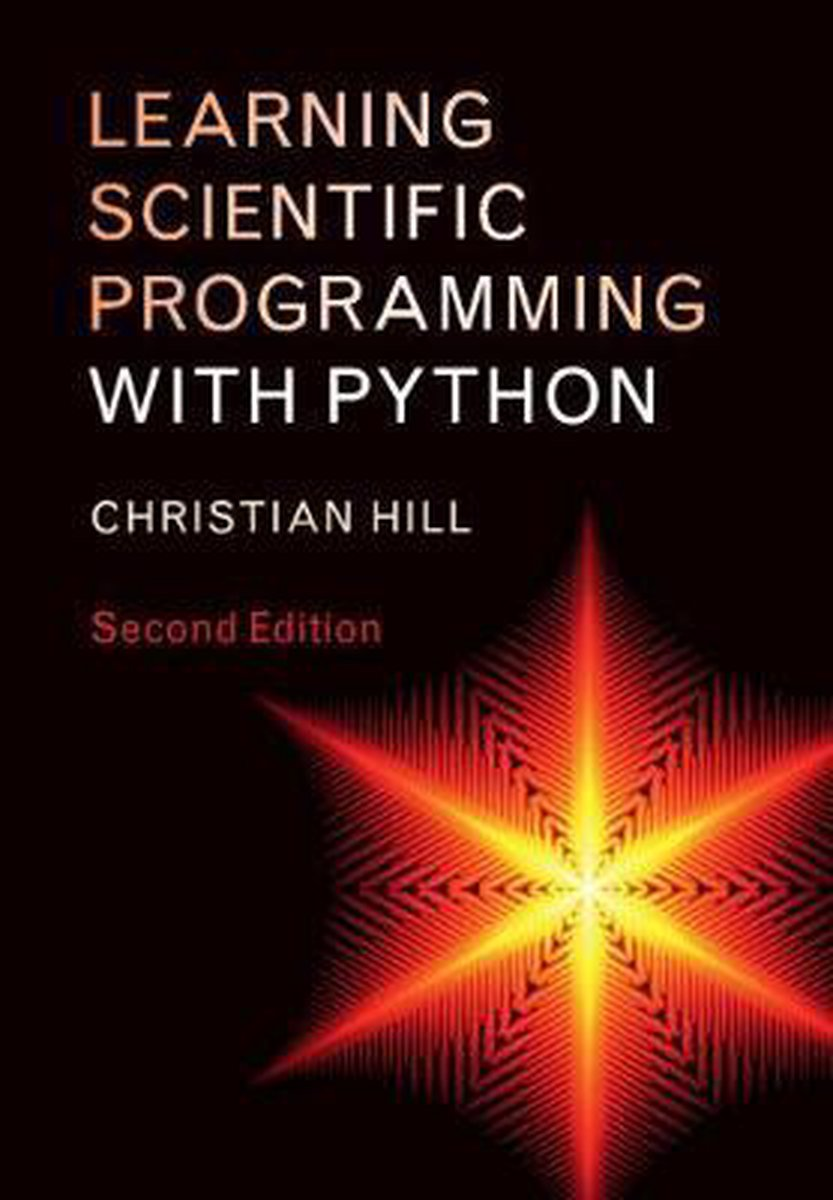 LEARNING
SCIENTIFIC
PROGRAMMING
WITH PYTHON
CHRISTIAN HILL
Second Edition